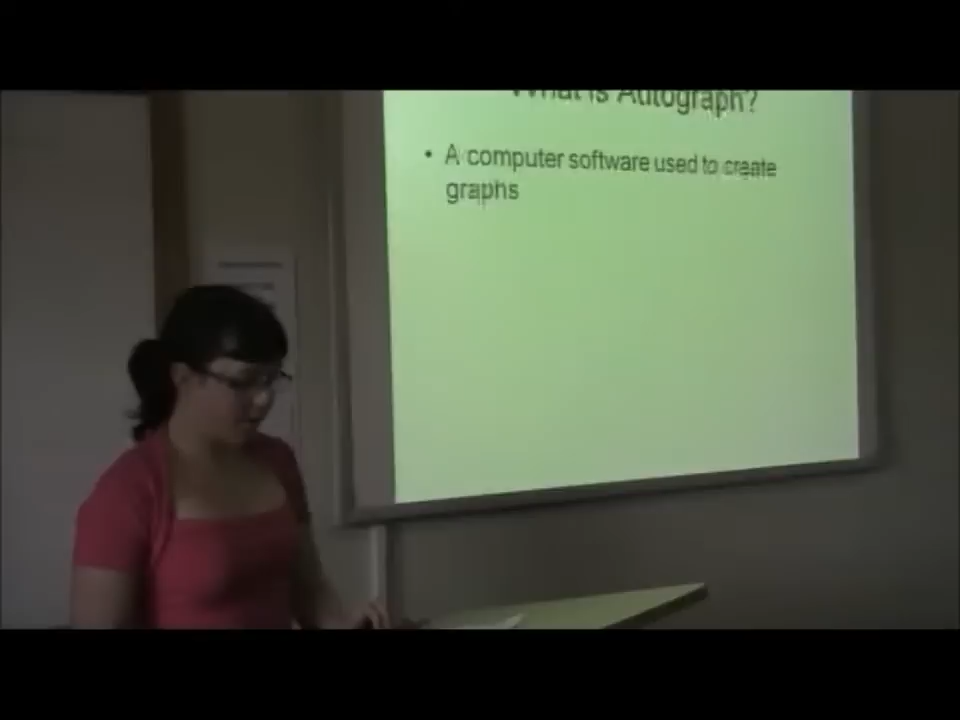 What is Autograph?
• A computer software used to create
graphs